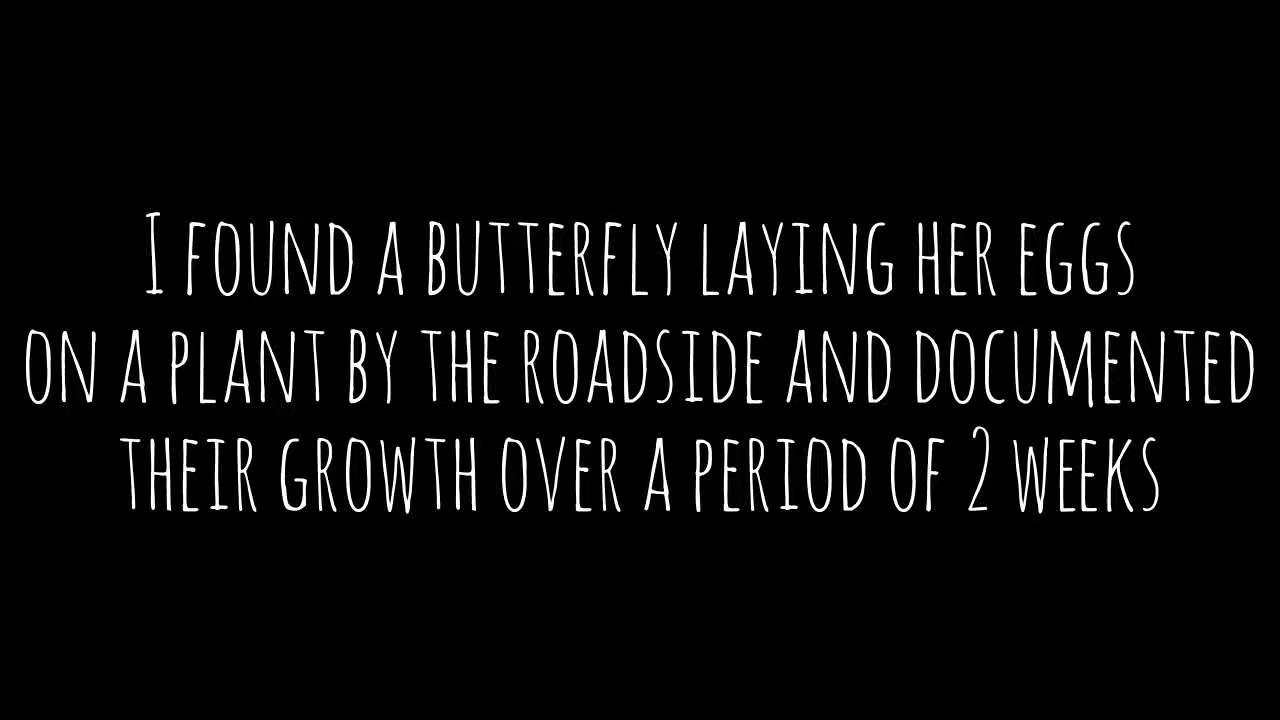 I FOUND A BUTTERFLY LAYING HER EGGS
ON A PLANT BY THE ROADSIDE AND DOCUMENTED
THEIR GROWTH OVER A PERIOD OF 2 WEEKS